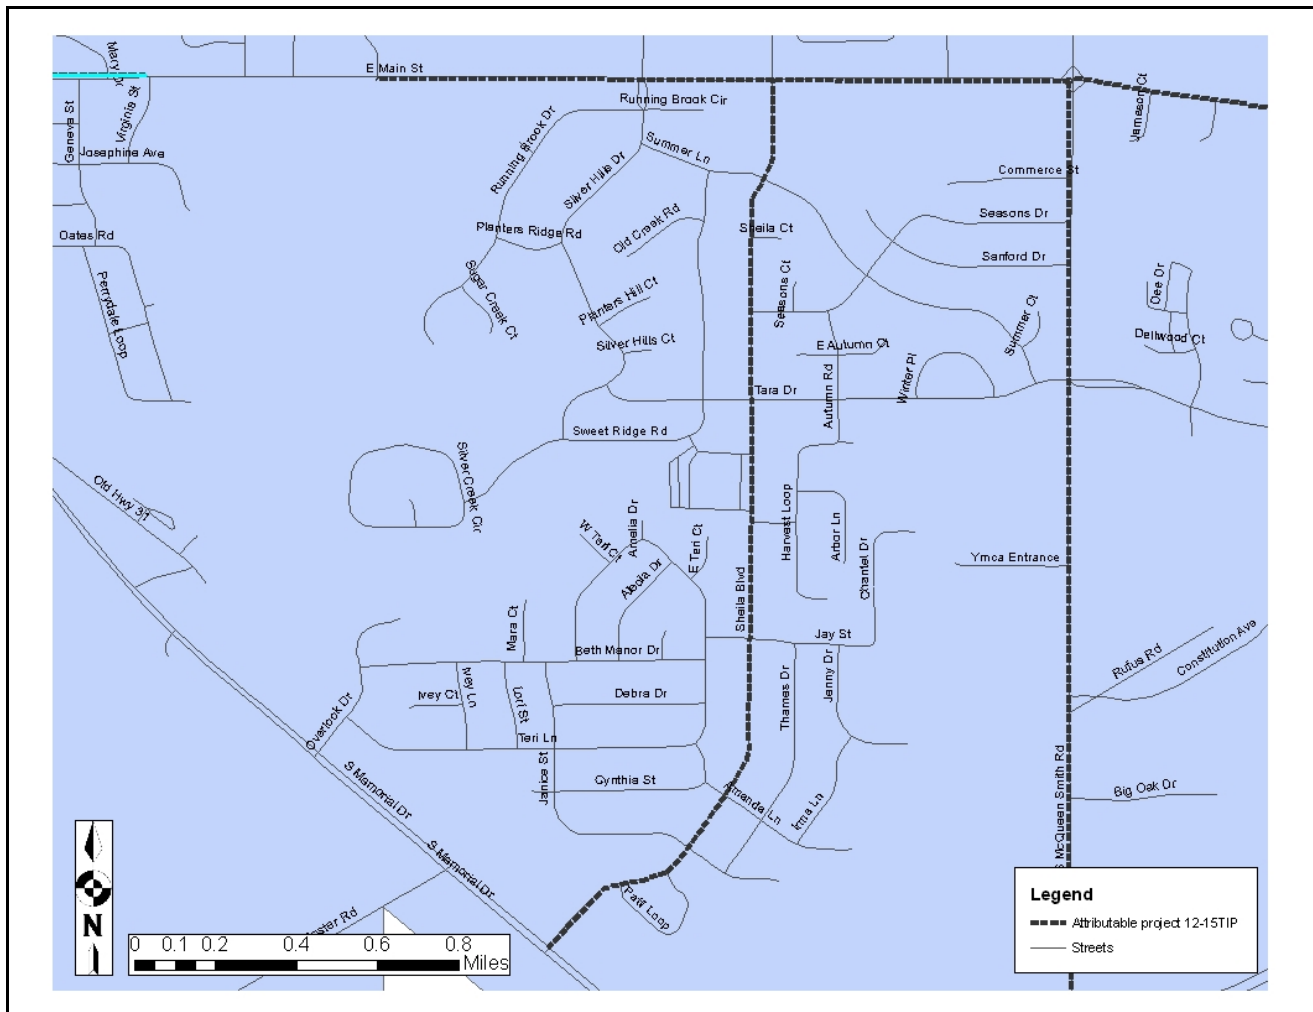 Mary Dr
E Main St
Geneva St
Virginia St
Josephine Ave
Running Brook Cir
Running Brook Dr
Summer Ln
Silver Hills Dr
Jameson Ct
Commerce St
Seasons Dr
Old Creek Rd
Planters Ridge Rd
Sheila Ct
Oates Rd
Sanford Dr
Sugar Creek Ct
Perrydale Loop
Planters Hill Ct
Seasons Ct
Dee Dr
Summer Ct
Dellwood Ct
Silver Hills Ct
E Autumn Ct
Winter Pl
Tara Dr
Autumn Rd
Sweet Ridge Rd
Silver Creek Cir
Old Hwy 31
Amelia Dr
W Teri Ct
E Teri Ct
Harvest Loop
Arbor Ln
Chantel Dr
Ymca Entrance
Sheila Blvd
Mara Ct
Jay St
Beth Manor Dr
Rufus Rd
Constitution Ave
Ivey Ct
Ivey Ln
Lori St
Debra Dr
Thames Dr
Jenny Dr
Overlook Dr
Teri Ln
S Memorial Dr
Janice St
Cynthia St
Amanda Ln
Irma Ln
S McQueen Smith Rd
Big Oak Dr
S Memorial Dr
Patif Loop
Rd
N
0 0.1 0.2 0.4 0.6 0.8
Miles
Legend
Attributable project 12-15TIP
Streets